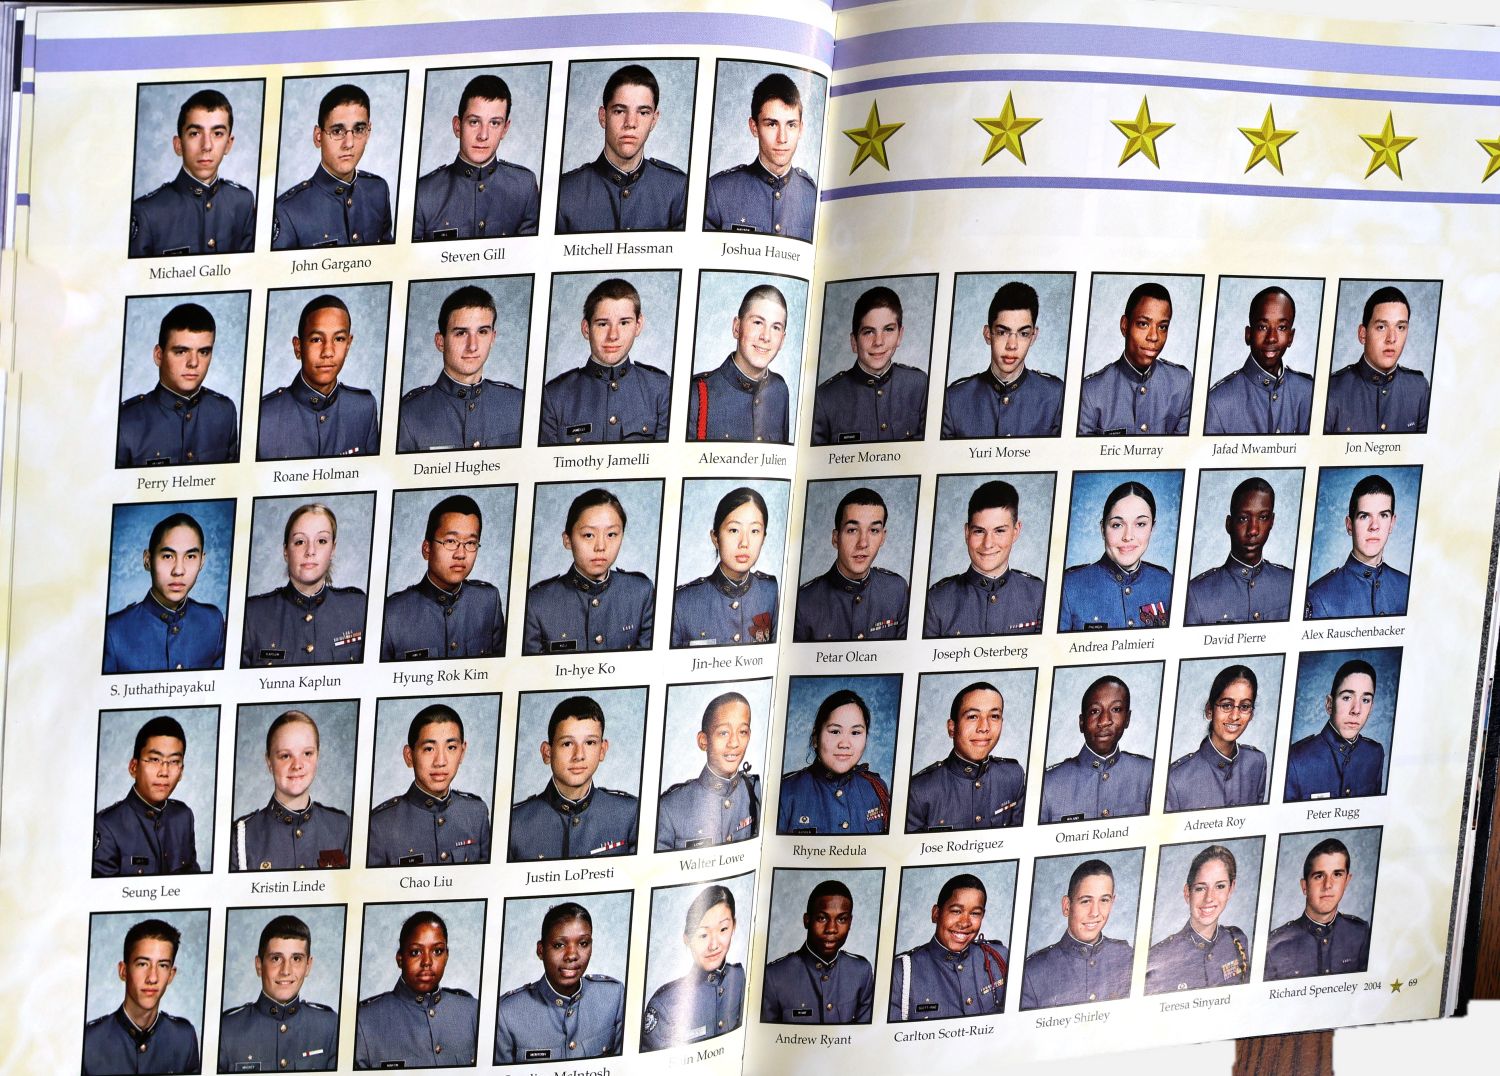 Michael Gallo
John Gargano
Steven Gill
Mitchell Hassman
Joshua Hauser
Perry Helmer
Roane Holman
Daniel Hughes
Timothy Jamelli
Alexander Julien
S. Juthathipayakul
Yunna Kaplun
Hyung Rok Kim
In-hye Ko
Jin-hee Kwon
Seung Lee
Kristin Linde
Chao Liu
Justin LoPresti
Walter Lowe
McIntosh
Moon
Peter Morano
Yuri Morse
Eric Murray
Jafad Mwamburi
Jon Negron
Petar Olcan
Joseph Osterberg
Andrea Palmieri
David Pierre
Alex Rauschenbacker
Rhyne Redula
Jose Rodriguez
Omari Roland
Adreeta Roy
Peter Rugg
Andrew Ryant
Carlton Scott-Ruiz
Sidney Shirley
Teresa Sinyard
Richard Spenceley
2004 69